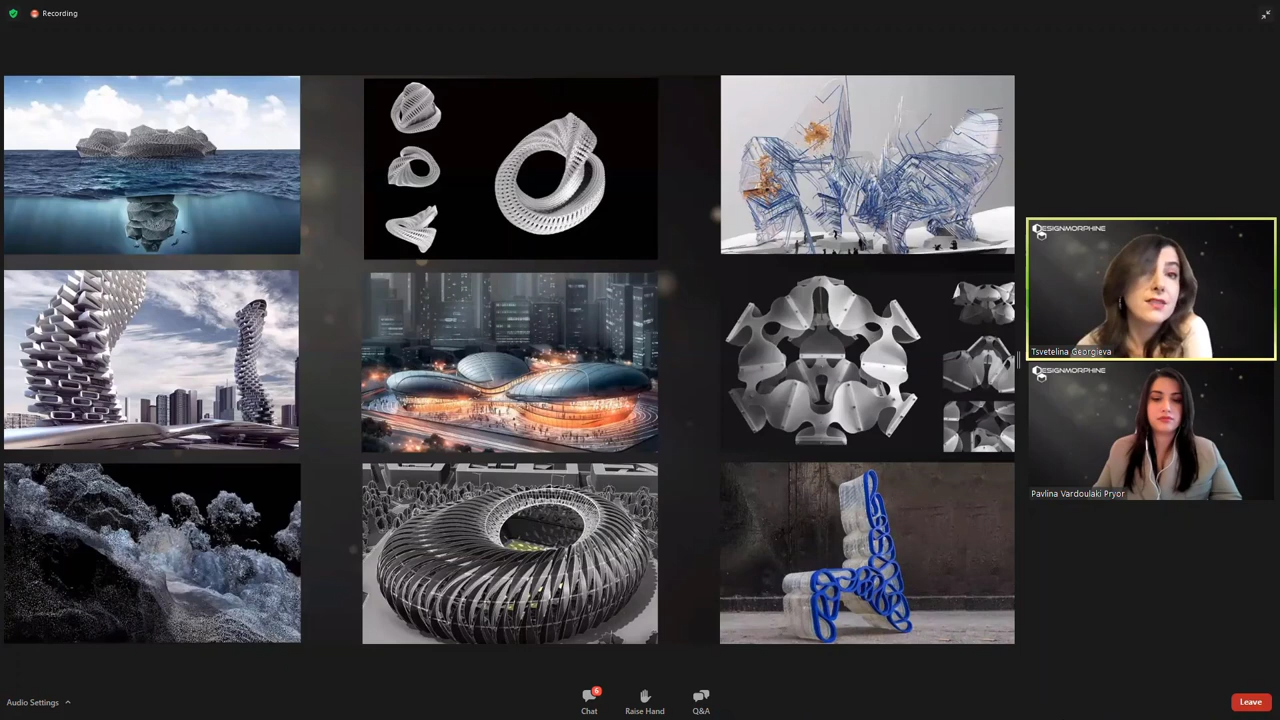 Recording
DESIGNMORPHINE
Tsvetelina Georgieva
DESIGNMORPHINE
Pavlina Vardoulaki Pryor
Audio Settings
6
Chat
Raise Hand
Q&A
Leave